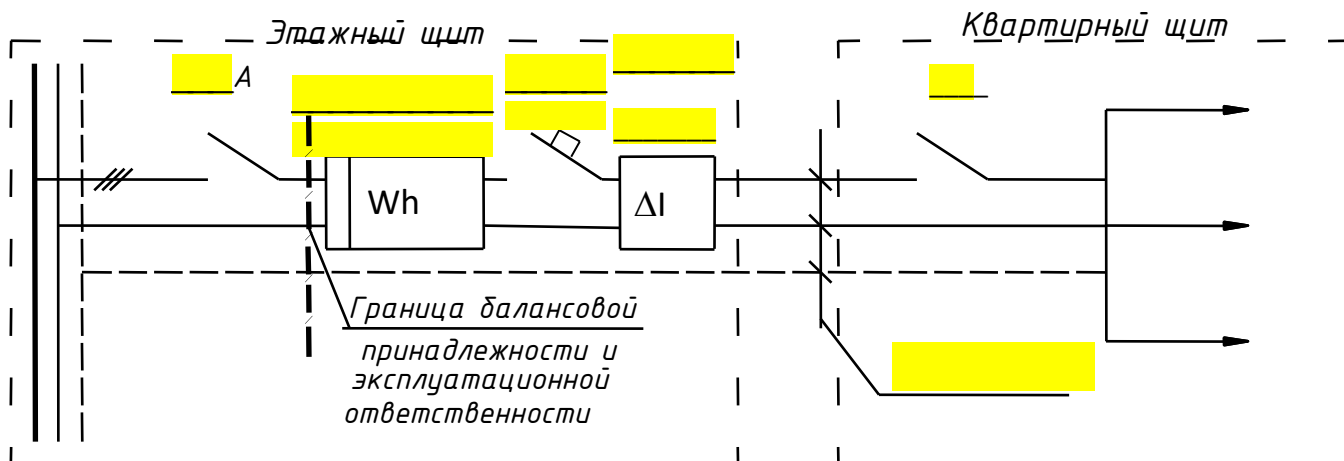 Этажный щит
Квартирный щит
А
Wh
ΔI
Граница балансовой
принадлежности и
эксплуатационной
ответственности